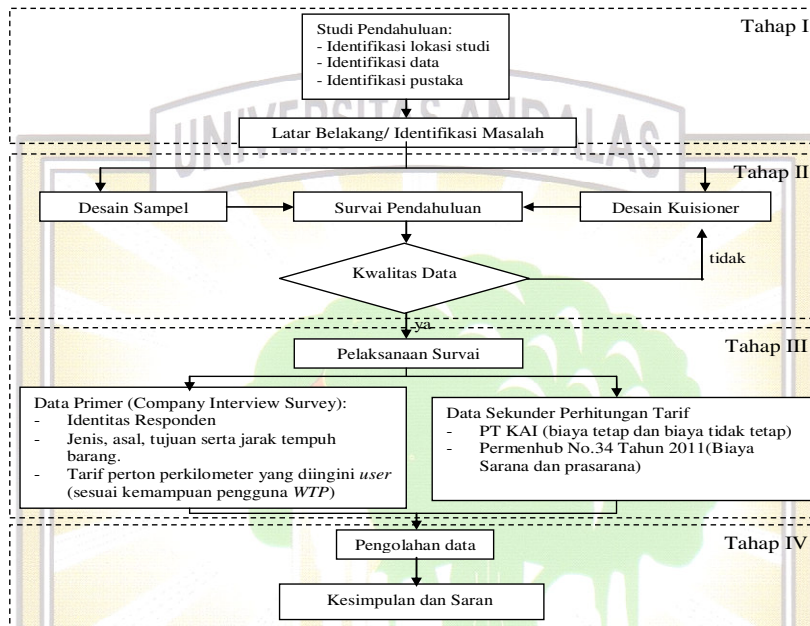 Tahap I
Studi Pendahuluan:
- Identifikasi lokasi studi
- Identifikasi data
- Identifikasi pustaka
UNIVERSITAS ANDALAS
Latar Belakang/ Identifikasi Masalah
Tahap II
Desain Sampel
Survai Pendahuluan
Desain Kuisioner
Kwalitas Data
tidak
ya
Tahap III
Pelaksanaan Survai
Data Primer (Company Interview Survey):
- Identitas Responden
- Jenis, asal, tujuan serta jarak tempuh
barang.
- Tarif perton perkilometer yang diingini user
(sesuai kemampuan pengguna WTP)
Data Sekunder Perhitungan Tarif
- PT KAI (biaya tetap dan biaya tidak tetap)
- Permenhub No.34 Tahun 2011(Biaya
Sarana dan prasarana)
Tahap IV
Pengolahan data
Kesimpulan dan Saran